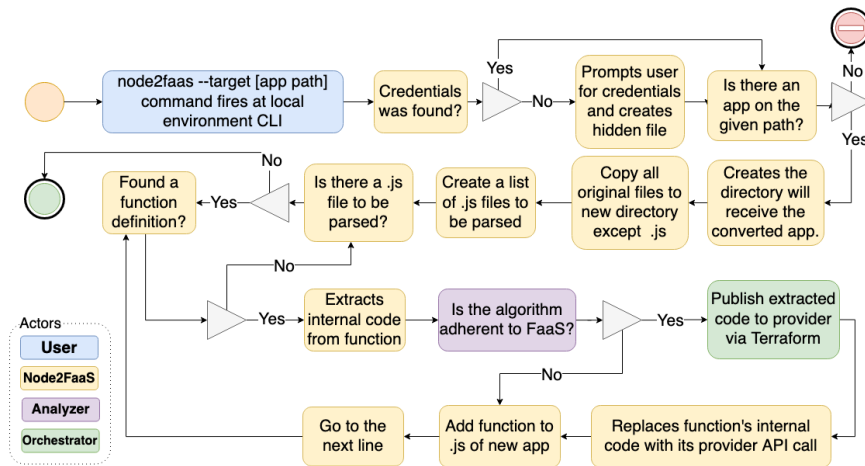 node2faas --target [app path]
command fires at local
environment CLI
Credentials
was found?
Yes
No
Prompts user
for credentials
and creates
hidden file
Is there an
app on the
given path?
No
Yes
Creates the
directory will
receive the
converted app.
Copy all
original files to
new directory
except .js
Create a list
of .js files to
be parsed
Is there a .js
file to be
parsed?
No
Yes
Found a
function
definition?
No
Yes
Extracts
internal code
from function
Is the algorithm
adherent to FaaS?
Yes
No
Publish extracted
code to provider
via Terraform
Replaces function's internal
code with its provider API call
Add function to
.js of new app
Go to the
next line
Actors
User
Node2FaaS
Analyzer
Orchestrator